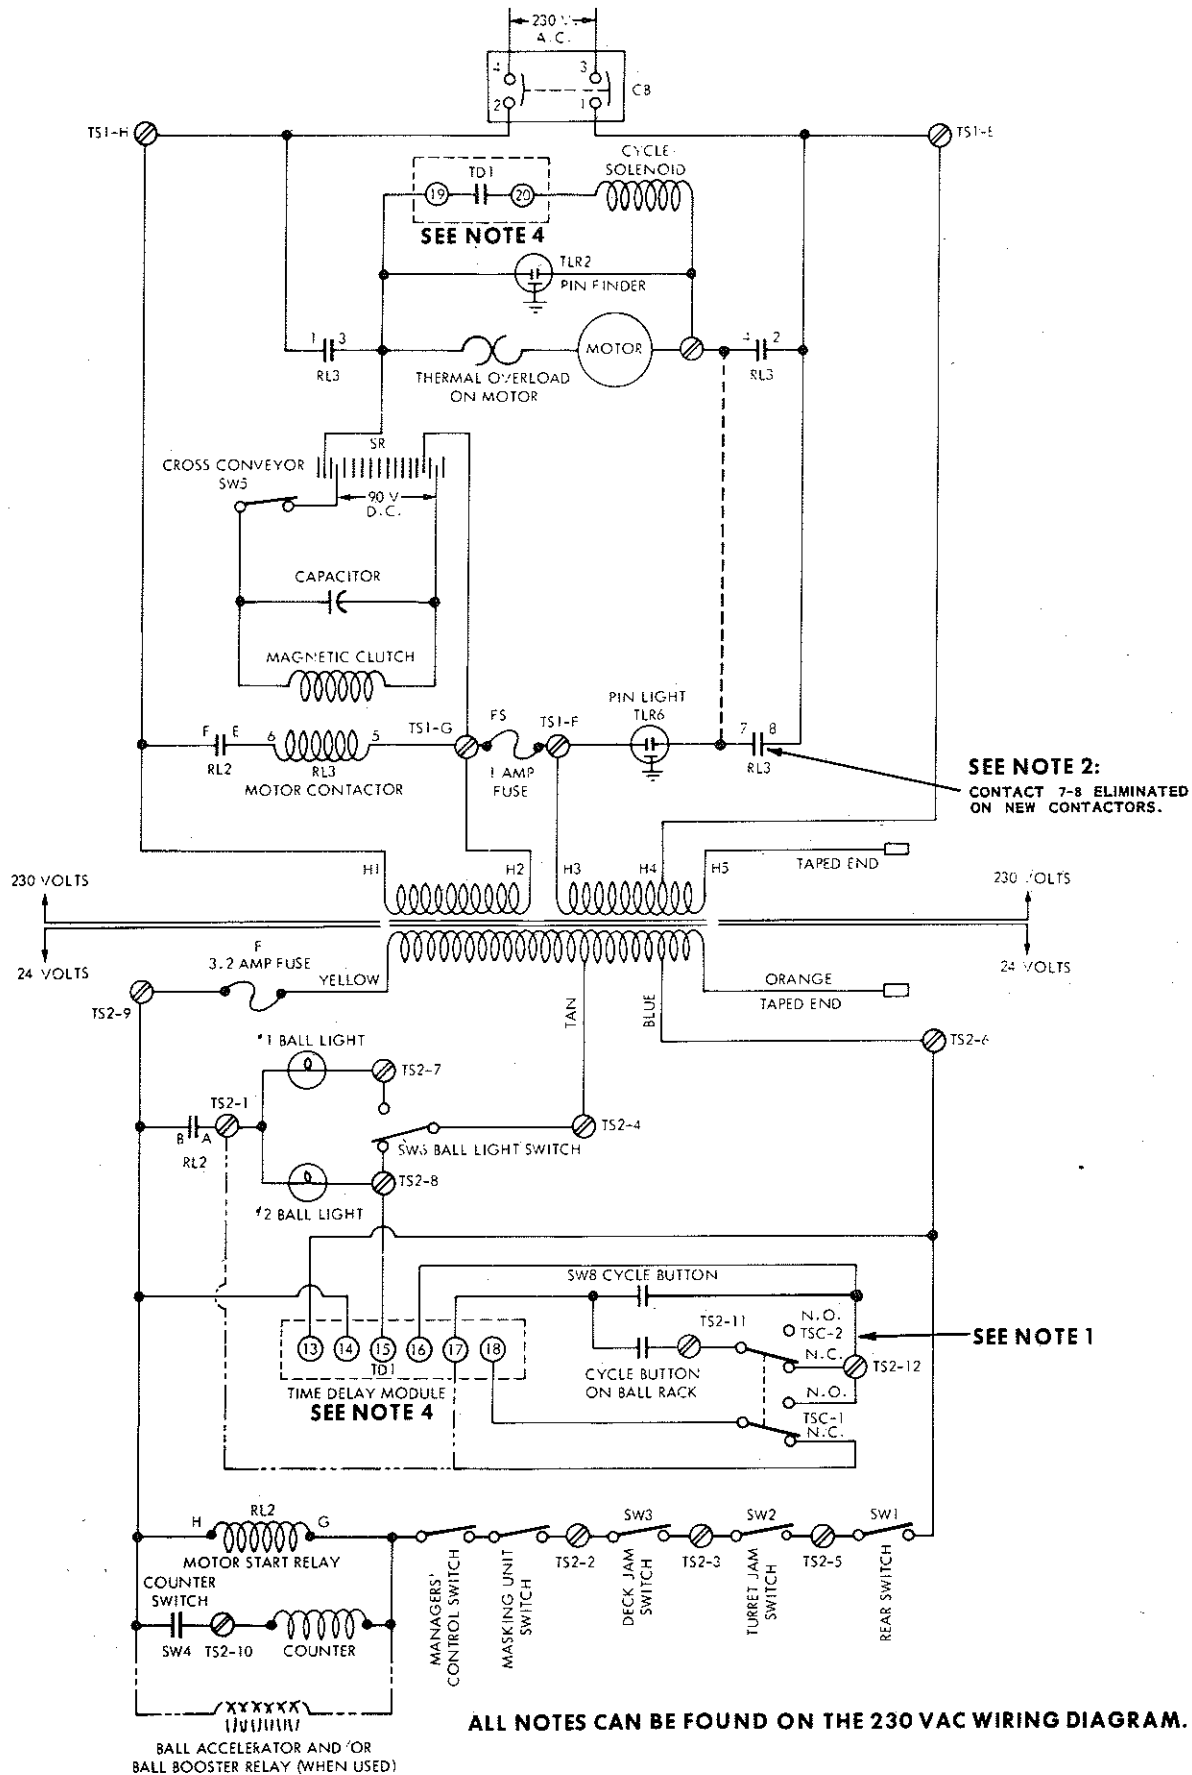 230 V.
A.C.
4
3
2
1
CB
TS1-H
TS1-E
CYCLE
SOLENOID
TD1
19
20
SEE NOTE 4
TLR2
PIN FINDER
1 3
RL3
THERMAL OVERLOAD
ON MOTOR
MOTOR
4 2
RL3
SR
CROSS CONVEYOR
SW5
90 V
D.C.
CAPACITOR
MAGNETIC CLUTCH
F E
RL2
6 5
RL3
MOTOR CONTACTOR
TS1-G
FS
1 AMP
FUSE
TS1-F
PIN LIGHT
TLR6
7 8
RL3
SEE NOTE 2:
CONTACT 7-8 ELIMINATED
ON NEW CONTACTORS.
H1
H2
H3
H4
H5
TAPED END
230 VOLTS
230 VOLTS
24 VOLTS
24 VOLTS
F
3.2 AMP FUSE
YELLOW
TAN
BLUE
ORANGE
TAPED END
TS2-9
TS2-6
#1 BALL LIGHT
TS2-7
TS2-1
B A
RL2
TS2-4
SW6 BALL LIGHT SWITCH
TS2-8
#2 BALL LIGHT
SW8 CYCLE BUTTON
TS2-11
N.O.
TSC-2
N.C.
SEE NOTE 1
TS2-12
13 14 15 16 17 18
TD1
TIME DELAY MODULE
SEE NOTE 4
CYCLE BUTTON
ON BALL RACK
N.O.
TSC-1
N.C.
H
RL2
G
MOTOR START RELAY
COUNTER
SWITCH
SW4
TS2-10
COUNTER
MANAGERS'
CONTROL SWITCH
MASKING UNIT
SWITCH
TS2-2
SW3
DECK JAM
SWITCH
TS2-3
SW2
TURRET JAM
SWITCH
TS2-5
SW1
REAR SWITCH
BALL ACCELERATOR AND/OR
BALL BOOSTER RELAY (WHEN USED)
ALL NOTES CAN BE FOUND ON THE 230 VAC WIRING DIAGRAM.